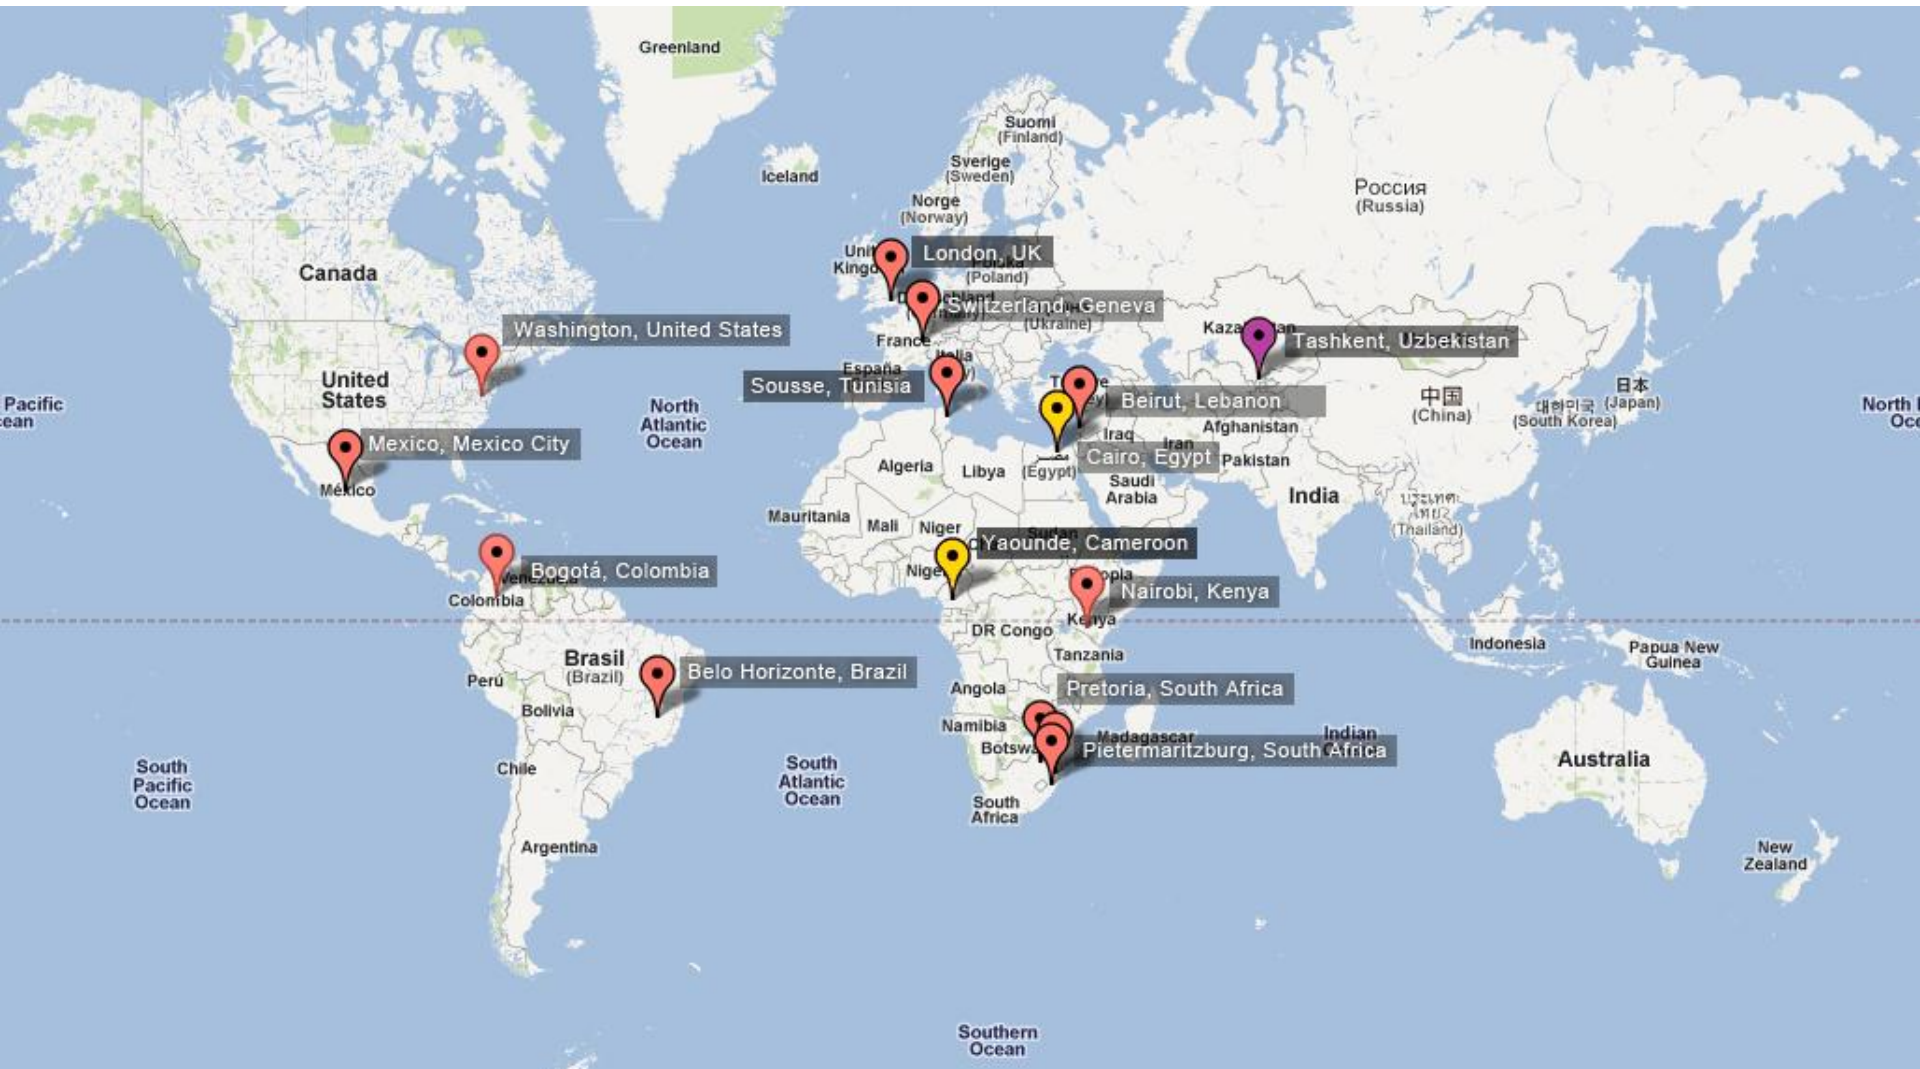 Greenland
Suomi
(Finland)
Sverige
(Sweden)
Iceland
Россия
(Russia)
Norge
(Norway)
London, UK
(Poland)
Canada
Switzerland, Geneva
(Ukraine)
Washington, United States
Tashkent, Uzbekistan
France
España
Sousse, Tunisia
United
States
Beirut, Lebanon
中国
(China)
日本
(Japan)
대한민국
(South Korea)
Pacific
North
Atlantic
Ocean
North
Iraq
Iran
Afghanistan
Mexico, Mexico City
Cairo, Egypt
Pakistan
Algeria
Libya
(Egypt)
Saudi
Arabia
India
México
(Thailand)
Mauritania
Mali
Niger
Yaounde, Cameroon
Bogotá, Colombia
Colombia
Nairobi, Kenya
Kenya
DR Congo
Tanzania
Indonesia
Papua New
Guinea
Brasil
(Brazil)
Belo Horizonte, Brazil
Perú
Bolivia
Angola
Pretoria, South Africa
Namibia
Madagascar
Pietermaritzburg, South Africa
Indian
Australia
Chile
South
Pacific
Ocean
South
Atlantic
Ocean
South
Africa
Argentina
New
Zealand
Southern
Ocean